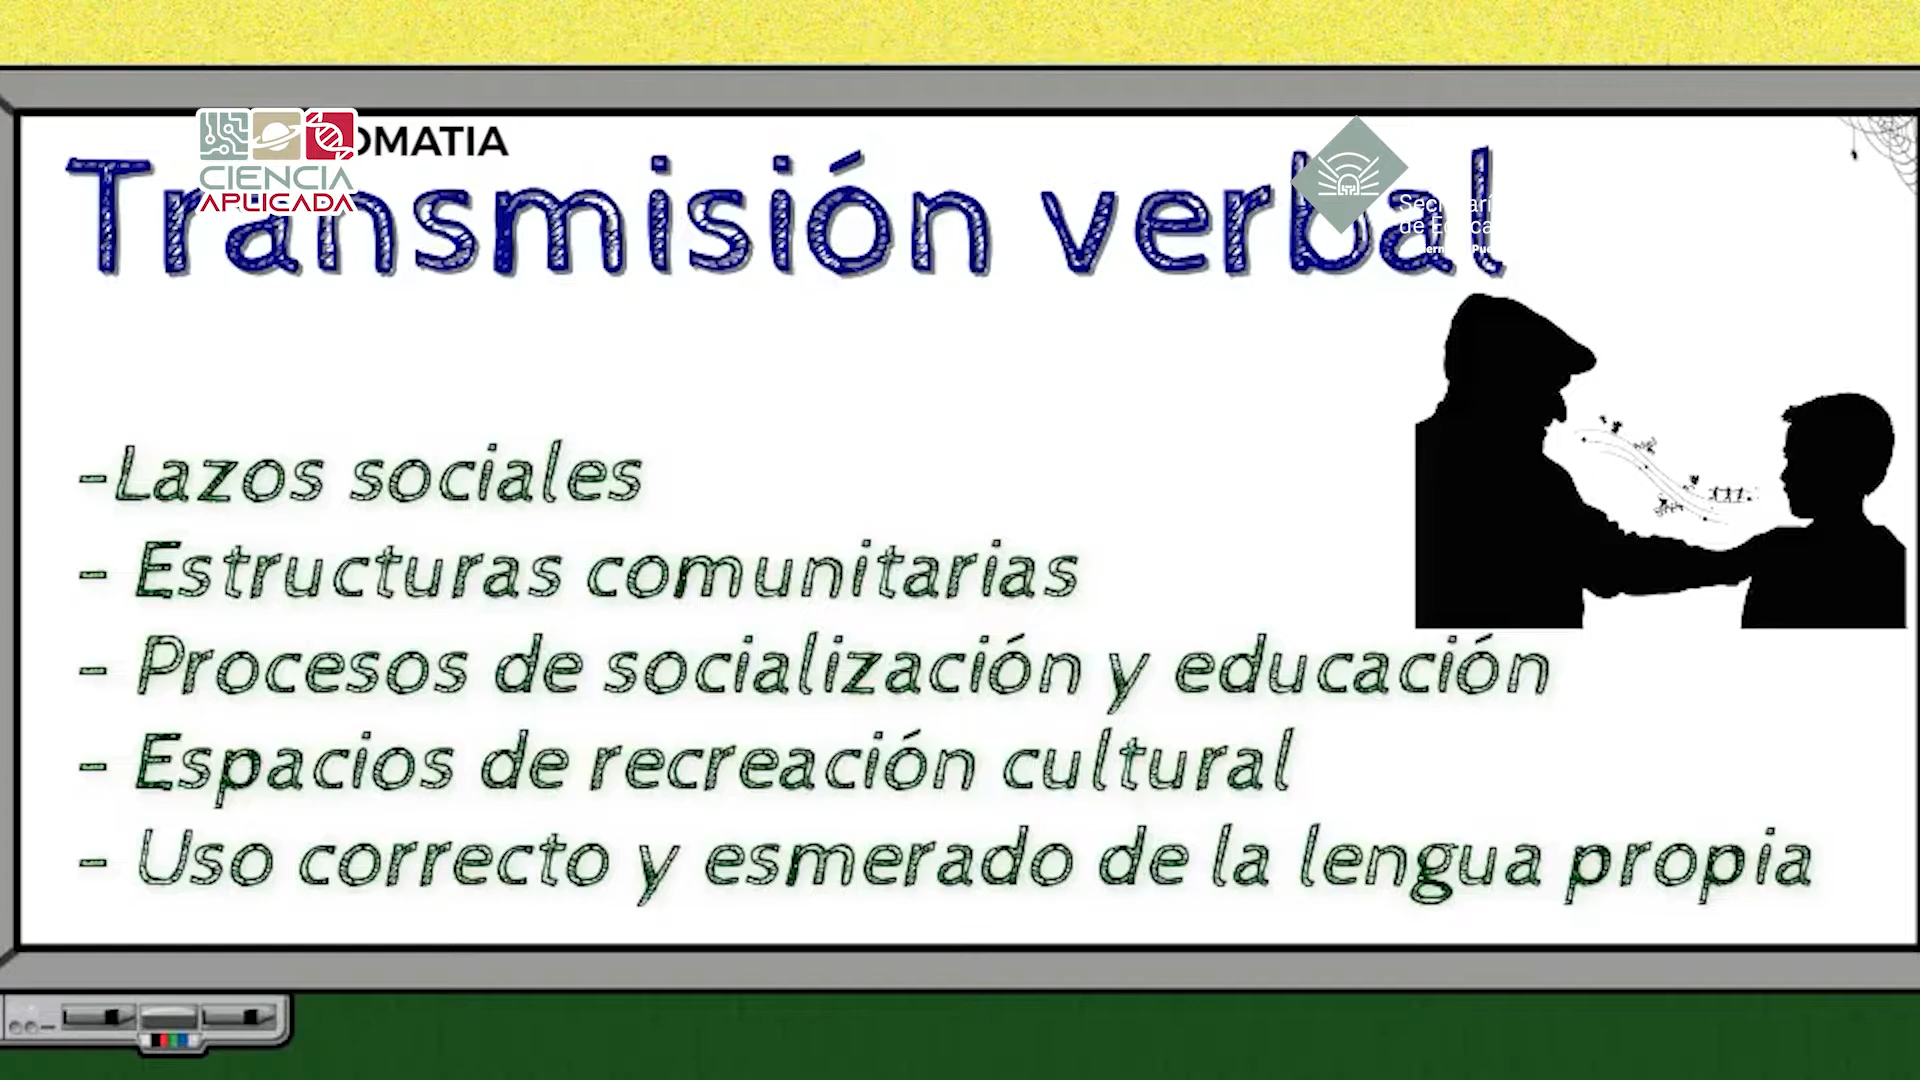 OMATIA
CIENCIA
APLICADA
Transmisión verbal
-Lazos sociales
- Estructuras comunitarias
- Procesos de socialización y educación
- Espacios de recreación cultural
- Uso correcto y esmerado de la lengua propia